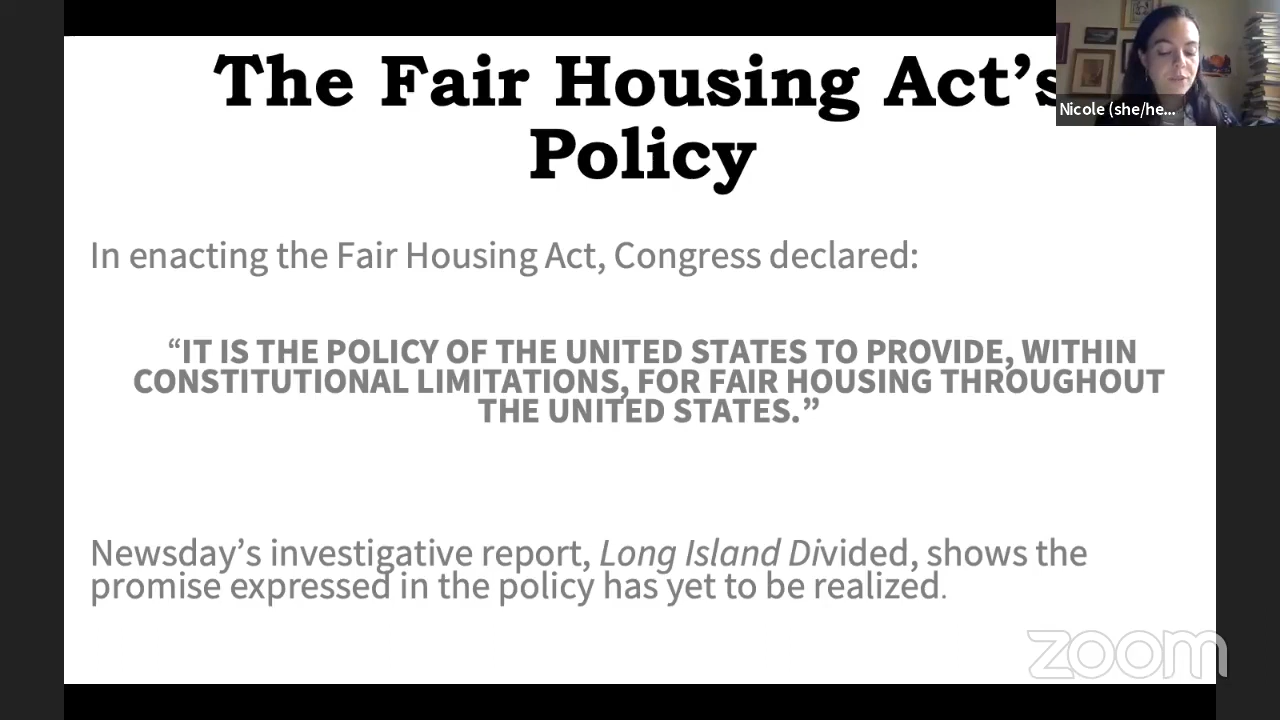 The Fair Housing Act's
Policy
Nicole (she/he...
In enacting the Fair Housing Act, Congress declared:
“IT IS THE POLICY OF THE UNITED STATES TO PROVIDE, WITHIN
CONSTITUTIONAL LIMITATIONS, FOR FAIR HOUSING THROUGHOUT
THE UNITED STATES.”
Newsday’s investigative report, Long Island Divided, shows the
promise expressed in the policy has yet to be realized.
zoom